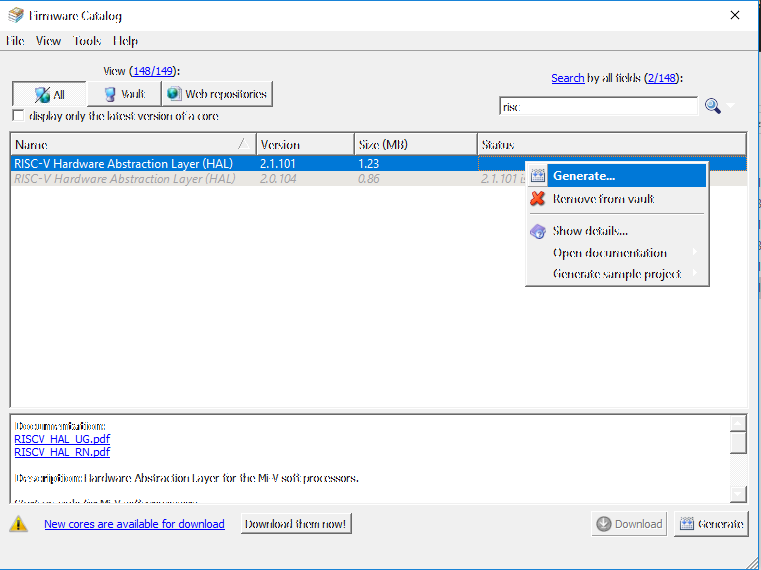 Firmware Catalog
File View Tools Help
View (148/149):
Search by all fields (2/148):
All Vault Web repositories
risc
display only the latest version of a core
Name Version Size (MB) Status
RISC-V Hardware Abstraction Layer (HAL) 2.1.101 1.23
RISC-V Hardware Abstraction Layer (HAL) 2.0.104 0.86 2.1.101 is
Generate...
Remove from vault
Show details...
Open documentation
Generate sample project
Documentation:
RISCV_HAL_UG.pdf
RISCV_HAL_RN.pdf
Description: Hardware Abstraction Layer for the Mi-V soft processors.
New cores are available for download Download them now! Download Generate